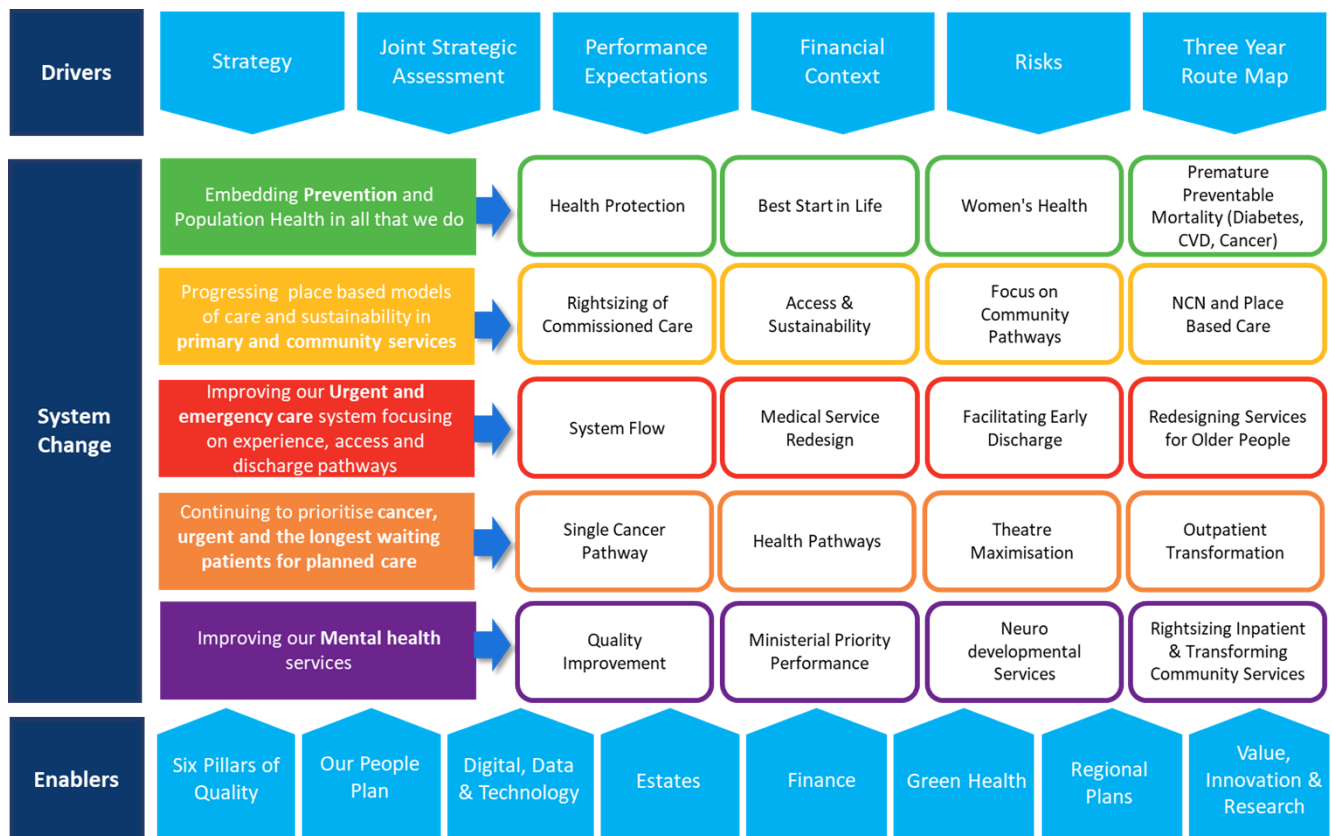 Drivers
Strategy
Joint Strategic
Assessment
Performance
Expectations
Financial
Context
Risks
Three Year
Route Map
System
Change
Embedding Prevention and
Population Health in all that we do
Health Protection
Best Start in Life
Women's Health
Premature
Preventable
Mortality (Diabetes,
CVD, Cancer)
Progressing place based models
of care and sustainability in
primary and community services
Rightsizing of
Commissioned Care
Access &
Sustainability
Focus on
Community
Pathways
NCN and Place
Based Care
Improving our Urgent and
emergency care system focusing
on experience, access and
discharge pathways
System Flow
Medical Service
Redesign
Facilitating Early
Discharge
Redesigning Services
for Older People
Continuing to prioritise cancer,
urgent and the longest waiting
patients for planned care
Single Cancer
Pathway
Health Pathways
Theatre
Maximisation
Outpatient
Transformation
Improving our Mental health
services
Quality
Improvement
Ministerial Priority
Performance
Neuro
developmental
Services
Rightsizing Inpatient
& Transforming
Community Services
Enablers
Six Pillars of
Quality
Our People
Plan
Digital, Data
& Technology
Estates
Finance
Green Health
Regional
Plans
Value,
Innovation &
Research